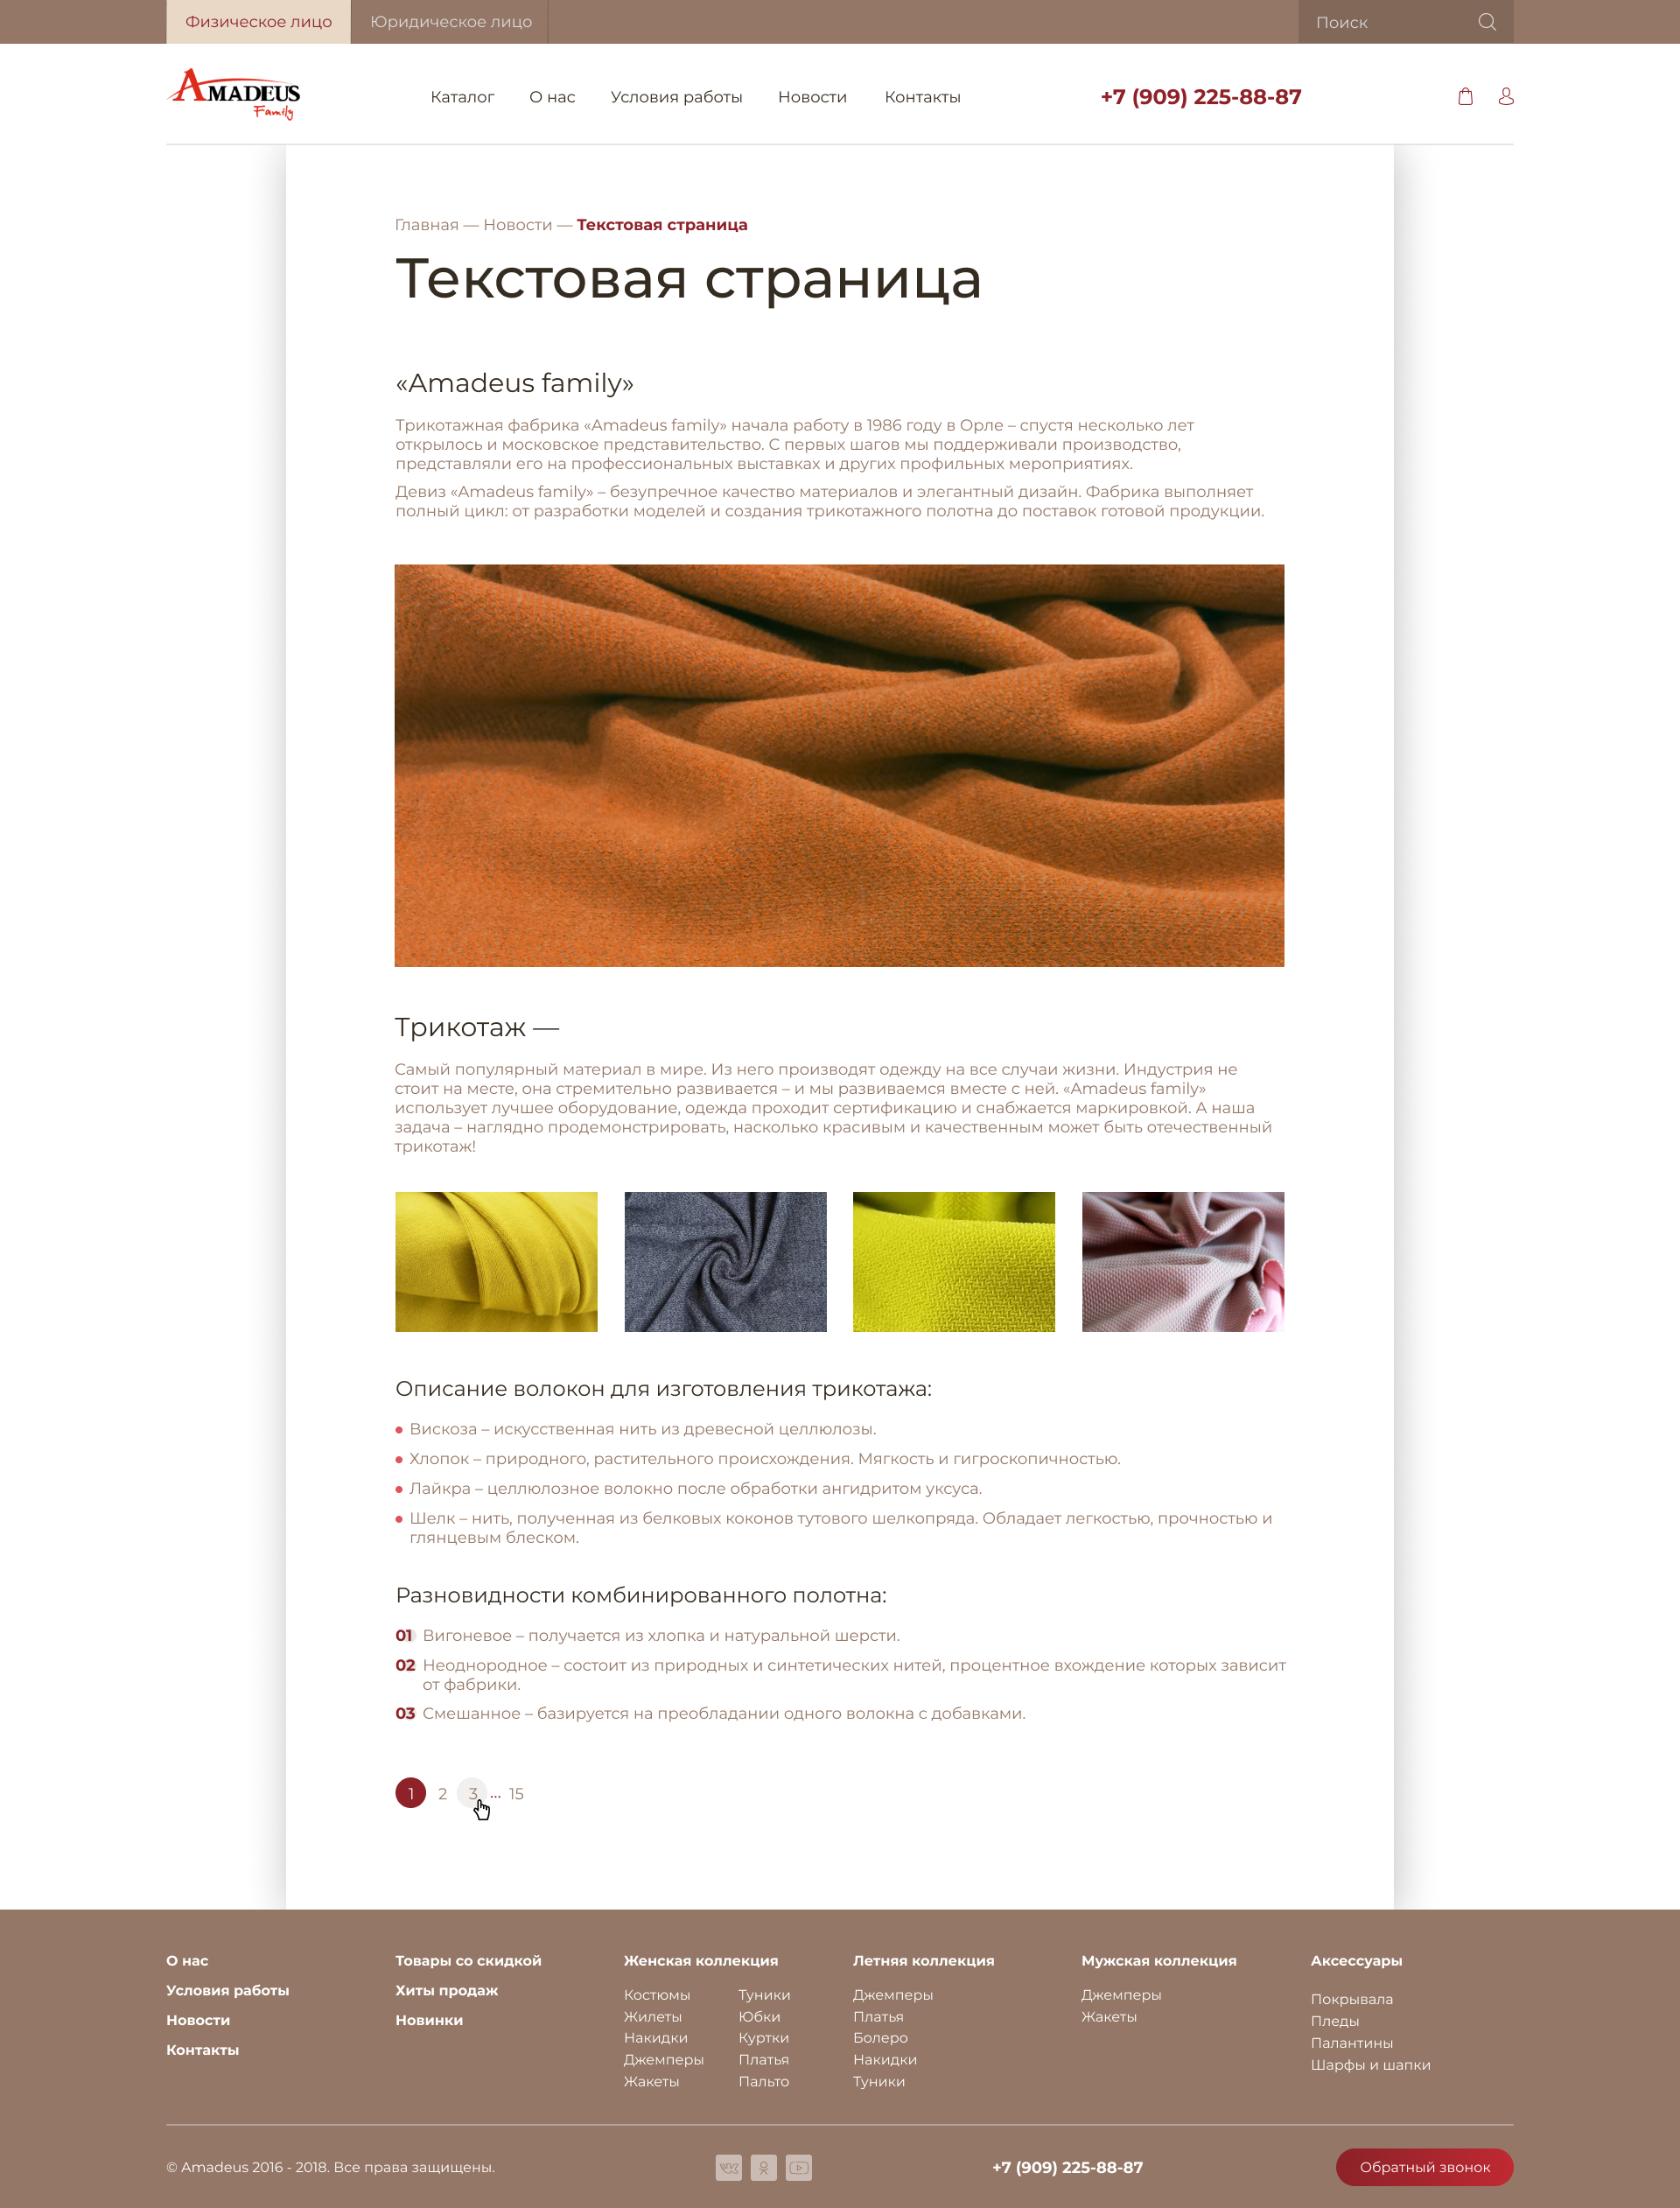 Физическое лицо
Юридическое лицо
Поиск
AMADEUS
Family
Каталог
О нас
Условия работы
Новости
Контакты
+7 (909) 225-88-87
Главная — Новости — Текстовая страница
Текстовая страница
«Amadeus family»
Трикотажная фабрика «Amadeus family» начала работу в 1986 году в Орле – спустя несколько лет
открылось и московское представительство. С первых шагов мы поддерживали производство,
представляли его на профессиональных выставках и других профильных мероприятиях.
Девиз «Amadeus family» – безупречное качество материалов и элегантный дизайн. Фабрика выполняет
полный цикл: от разработки моделей и создания трикотажного полотна до поставок готовой продукции.
Трикотаж —
Самый популярный материал в мире. Из него производят одежду на все случаи жизни. Индустрия не
стоит на месте, она стремительно развивается – и мы развиваемся вместе с ней. «Amadeus family»
использует лучшее оборудование, одежда проходит сертификацию и снабжается маркировкой. А наша
задача – наглядно продемонстрировать, насколько красивым и качественным может быть отечественный
трикотаж!
Описание волокон для изготовления трикотажа:
Вискоза – искусственная нить из древесной целлюлозы.
Хлопок – природного, растительного происхождения. Мягкость и гигроскопичностью.
Лайкра – целлюлозное волокно после обработки ангидритом уксуса.
Шелк – нить, полученная из белковых коконов тутового шелкопряда. Обладает легкостью, прочностью и
глянцевым блеском.
Разновидности комбинированного полотна:
01 Вигоневое – получается из хлопка и натуральной шерсти.
02 Неоднородное – состоит из природных и синтетических нитей, процентное вхождение которых зависит
от фабрики.
03 Смешанное – базируется на преобладании одного волокна с добавками.
1 2 3 ... 15
О нас
Условия работы
Новости
Контакты
Товары со скидкой
Хиты продаж
Новинки
Женская коллекция
Костюмы
Жилеты
Накидки
Джемперы
Жакеты
Туники
Юбки
Куртки
Платья
Пальто
Летняя коллекция
Джемперы
Платья
Болеро
Накидки
Туники
Мужская коллекция
Джемперы
Жакеты
Аксессуары
Покрывала
Пледы
Палантины
Шарфы и шапки
© Amadeus 2016 - 2018. Все права защищены.
+7 (909) 225-88-87
Обратный звонок